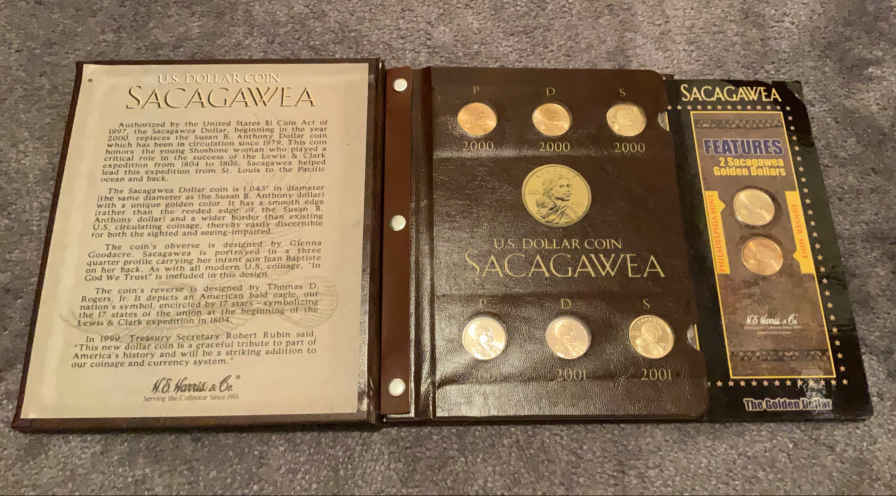 U.S. DOLLAR COIN
SACAGAWEA
Authorized by the United States $1 Coin Act of
1997, the Sacagawea Dollar, beginning in the year
2000, replaces the Susan B. Anthony Dollar coin
which has been in circulation since 1979. This coin
honors the young Shoshone woman who played a
critical role in the success of the Lewis & Clark
expedition from 1804 to 1806. Sacagawea helped
lead this expedition from St. Louis to the Pacific
ocean and back.
The Sacagawea Dollar coin is 1.043" in diameter
(the same diameter as the Susan B. Anthony dollar)
with a unique golden color. It has a smooth edge
(rather than the reeded edge of the Susan B.
Anthony dollar) and a wider border than existing
U.S. circulating coinage, thereby easily discernible
for both the sighted and seeing-impaired.
The coin's obverse is designed by Glenna
Goodacre. Sacagawea is portrayed in a three
quarter profile carrying her infant son Jean Baptiste
on her back. As with all modern U.S. coinage, "In
God We Trust" is included in this design.
The coin's reverse is designed by Thomas D.
Rogers, Jr. It depicts an American bald eagle, our
nation's symbol, encircled by 17 stars - symbolizing
the 17 states of the union at the beginning of the
Lewis & Clark expedition in 1804.
In 1999, Treasury Secretary Robert Rubin said,
"This new dollar coin is a graceful tribute to part of
America's history and will be a striking addition to
our coinage and currency system."
H.E. Harris & Co.®
Serving the Collector Since 1916
P D S
2000 2000 2000
U.S. DOLLAR COIN
SACAGAWEA
P D S
2001 2001
SACAGAWEA
FEATURES
2 Sacagawea
Golden Dollars
PHILADELPHIA MINT
DENVER MINT
H.E. Harris & Co.
The Golden Dollar